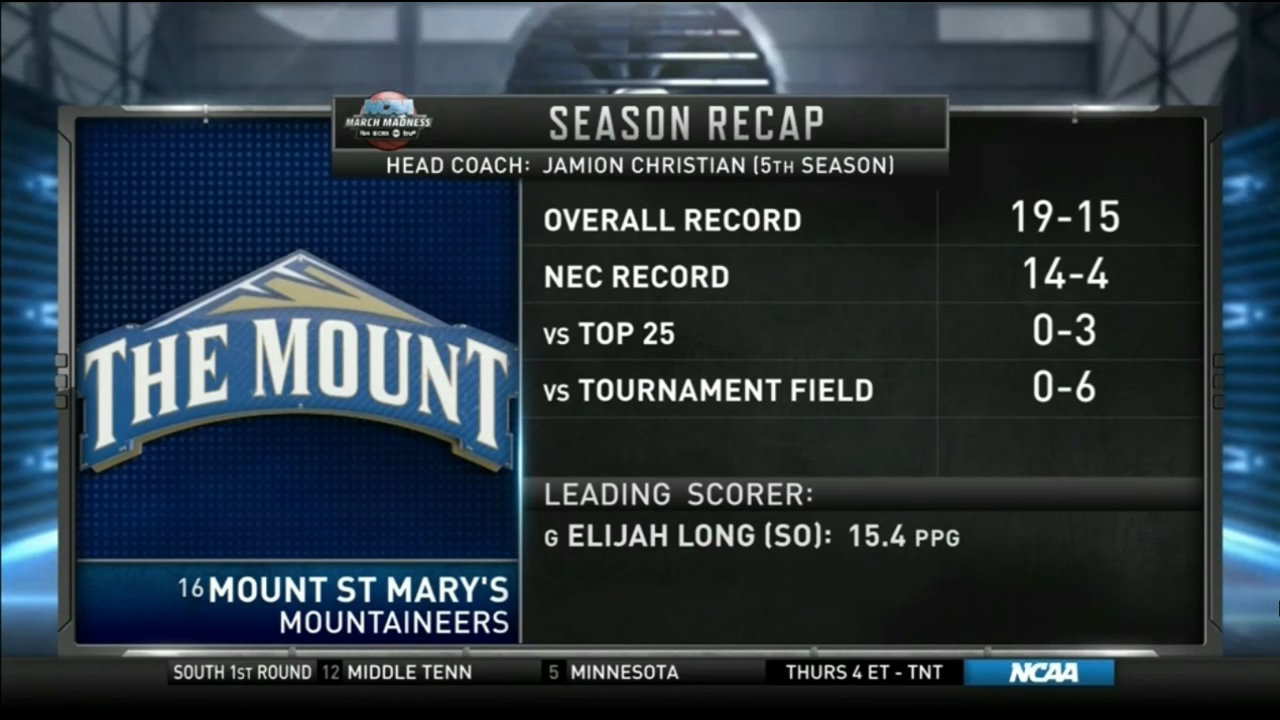 NCAA
MARCH MADNESS
SEASON RECAP
HEAD COACH: JAMION CHRISTIAN (5TH SEASON)
OVERALL RECORD 19-15
NEC RECORD 14-4
vs TOP 25 0-3
vs TOURNAMENT FIELD 0-6
THE MOUNT
LEADING SCORER:
G ELIJAH LONG (SO): 15.4 PPG
16 MOUNT ST MARY'S
MOUNTAINEERS
SOUTH 1ST ROUND 12 MIDDLE TENN 5 MINNESOTA THURS 4 ET - TNT NCAA